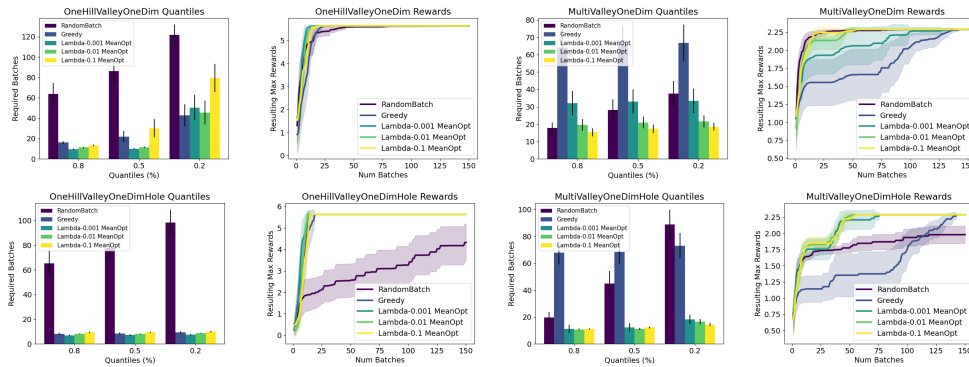 OneHillValleyOneDim Quantiles
Required Batches
120
100
80
60
40
20
0
0.8
0.5
0.2
Quantiles (%)
RandomBatch
Greedy
Lambda-0.001 MeanOpt
Lambda-0.01 MeanOpt
Lambda-0.1 MeanOpt
OneHillValleyOneDim Rewards
Resulting Max Rewards
5
4
3
2
1
0
0
25
50
75
100
125
150
Num Batches
RandomBatch
Greedy
Lambda-0.001 MeanOpt
Lambda-0.01 MeanOpt
Lambda-0.1 MeanOpt
MultiValleyOneDim Quantiles
Required Batches
80
70
60
50
40
30
20
10
0
0.8
0.5
0.2
Quantiles (%)
RandomBatch
Greedy
Lambda-0.001 MeanOpt
Lambda-0.01 MeanOpt
Lambda-0.1 MeanOpt
MultiValleyOneDim Rewards
Resulting Max Rewards
2.25
2.00
1.75
1.50
1.25
1.00
0.75
0.50
0
25
50
75
100
125
150
Num Batches
RandomBatch
Greedy
Lambda-0.001 MeanOpt
Lambda-0.01 MeanOpt
Lambda-0.1 MeanOpt
OneHillValleyOneDimHole Quantiles
Required Batches
100
80
60
40
20
0
0.8
0.5
0.2
Quantiles (%)
RandomBatch
Greedy
Lambda-0.001 MeanOpt
Lambda-0.01 MeanOpt
Lambda-0.1 MeanOpt
OneHillValleyOneDimHole Rewards
Resulting Max Rewards
6
5
4
3
2
1
0
0
25
50
75
100
125
150
Num Batches
RandomBatch
Greedy
Lambda-0.001 MeanOpt
Lambda-0.01 MeanOpt
Lambda-0.1 MeanOpt
MultiValleyOneDimHole Quantiles
Required Batches
100
80
60
40
20
0
0.8
0.5
0.2
Quantiles (%)
RandomBatch
Greedy
Lambda-0.001 MeanOpt
Lambda-0.01 MeanOpt
Lambda-0.1 MeanOpt
MultiValleyOneDimHole Rewards
Resulting Max Rewards
2.25
2.00
1.75
1.50
1.25
1.00
0.75
0.50
0
25
50
75
100
125
150
Num Batches
RandomBatch
Greedy
Lambda-0.001 MeanOpt
Lambda-0.01 MeanOpt
Lambda-0.1 MeanOpt